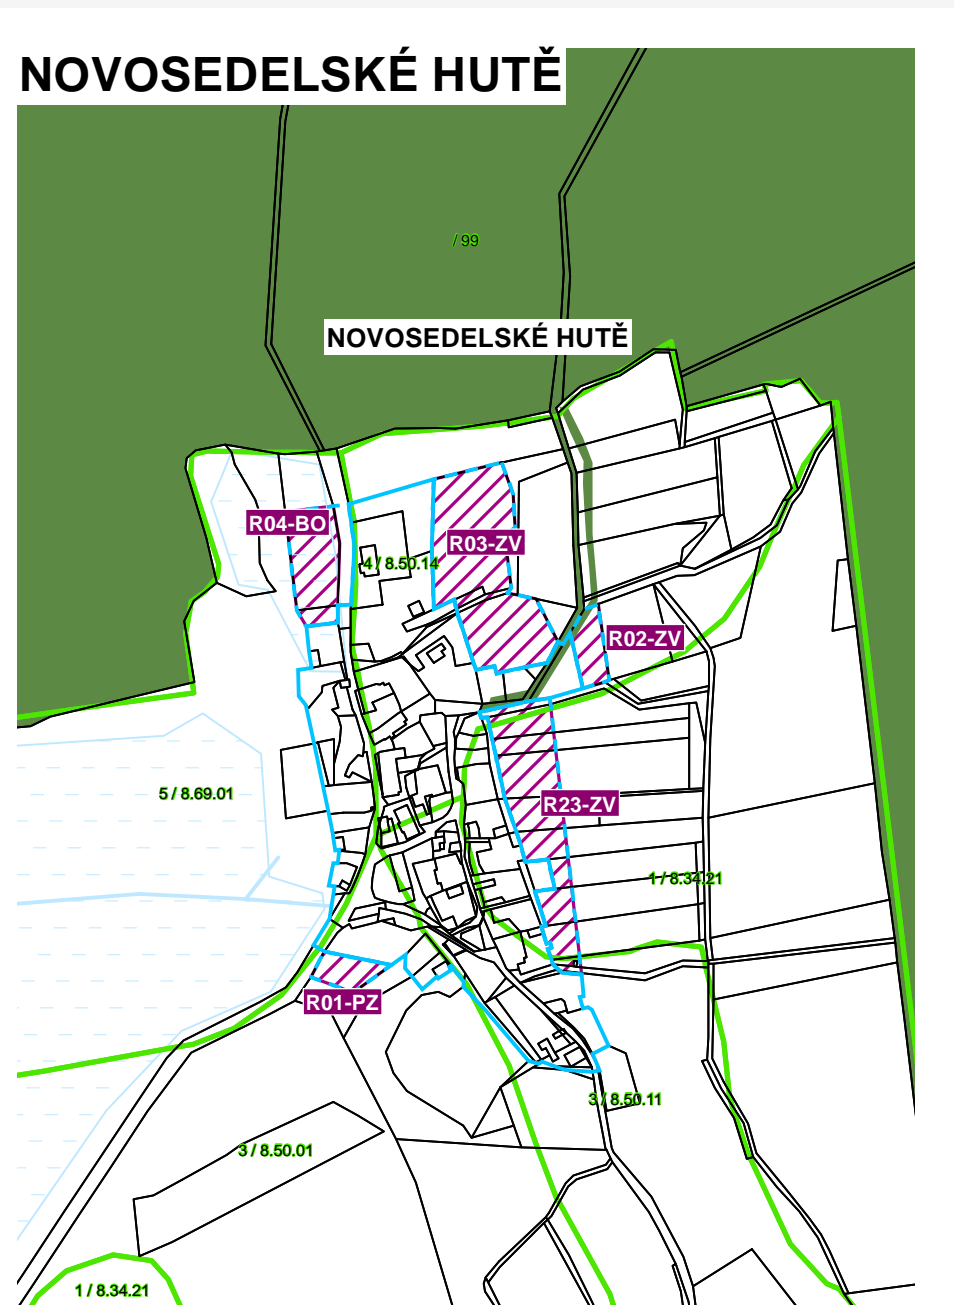 NOVOSEDELSKÉ HUTĚ
/ 99
NOVOSEDELSKÉ HUTĚ
R04-BO
R03-ZV
4 / 8.50.14
R02-ZV
5 / 8.69.01
R23-ZV
1 / 8.34.21
R01-PZ
3 / 8.50.11
3 / 8.50.01
1 / 8.34.21